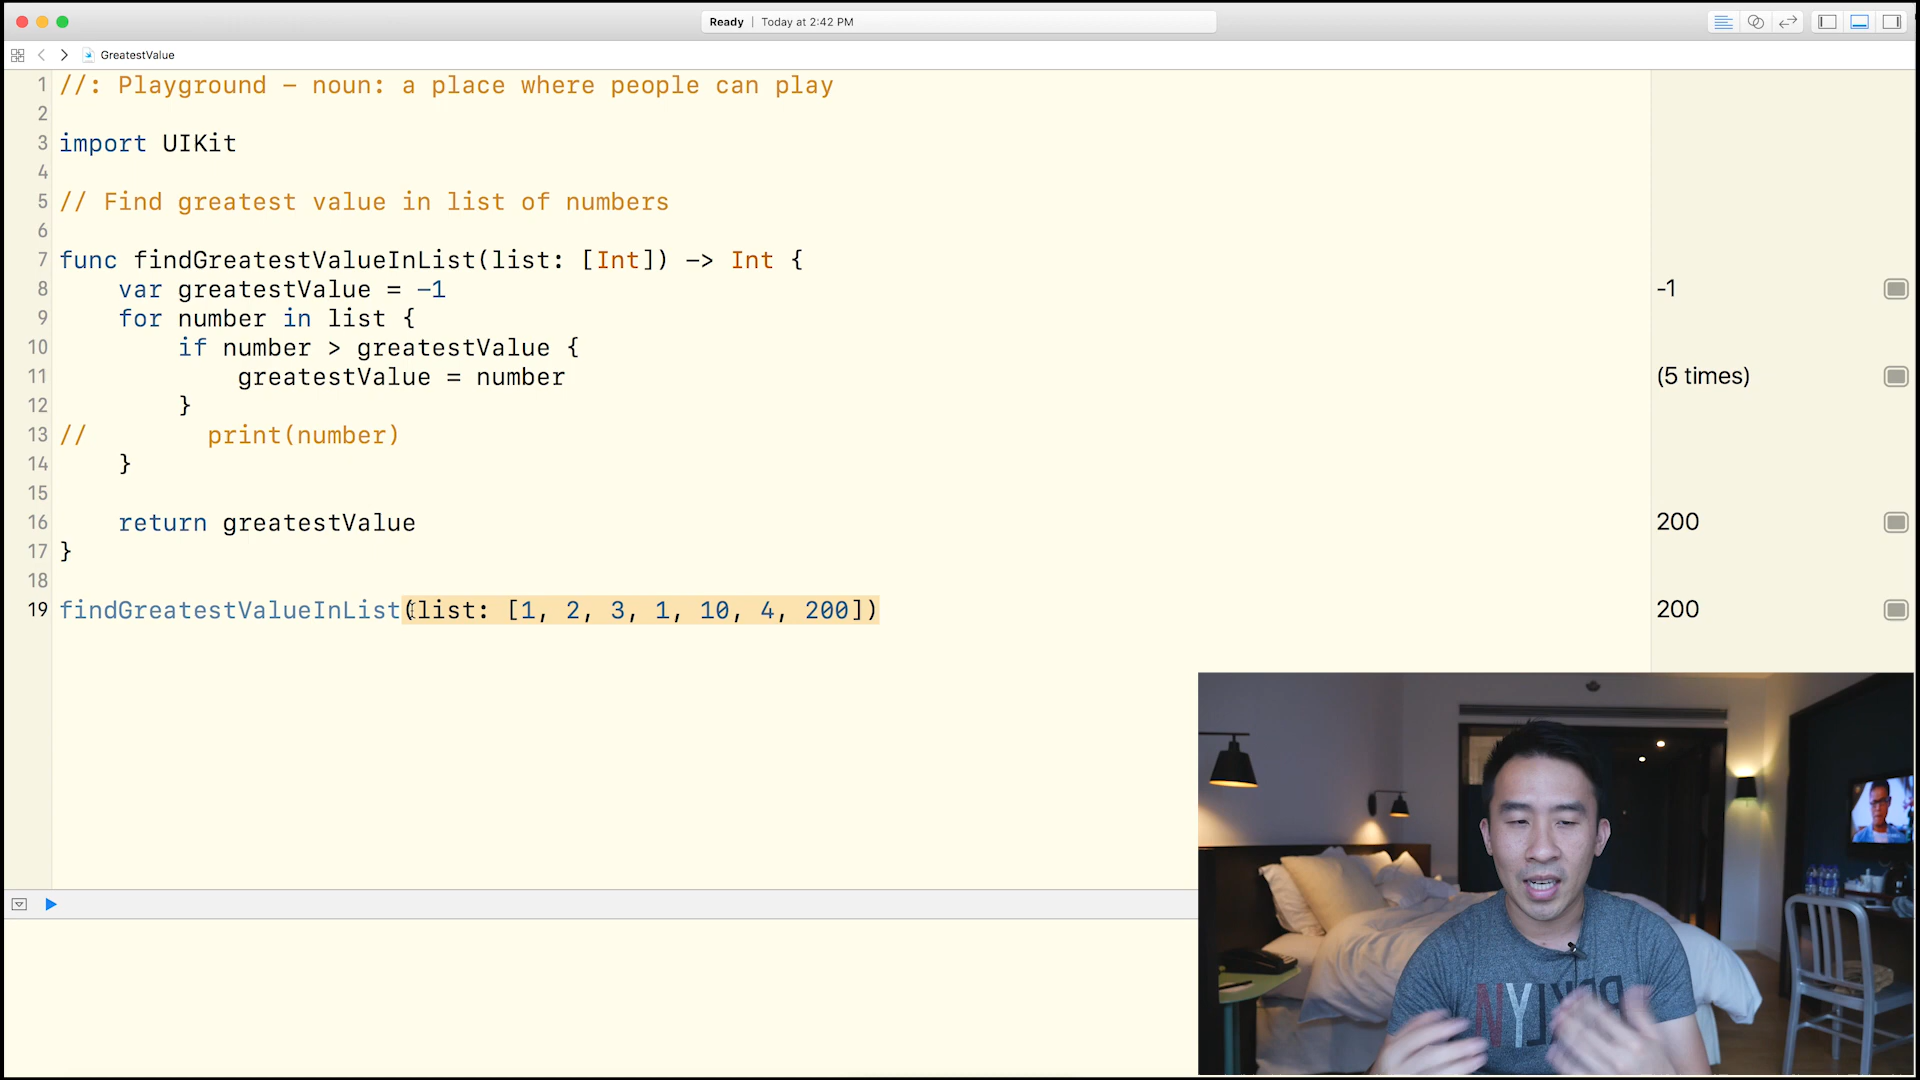 Ready | Today at 2:42 PM
GreatestValue
1 //: Playground – noun: a place where people can play
2
3 import UIKit
4
5 // Find greatest value in list of numbers
6
7 func findGreatestValueInList(list: [Int]) -> Int {
8 var greatestValue = -1 -1
9 for number in list {
10 if number > greatestValue {
11 greatestValue = number (5 times)
12 }
13 // print(number)
14 }
15
16 return greatestValue 200
17 }
18
19 findGreatestValueInList(list: [1, 2, 3, 1, 10, 4, 200]) 200